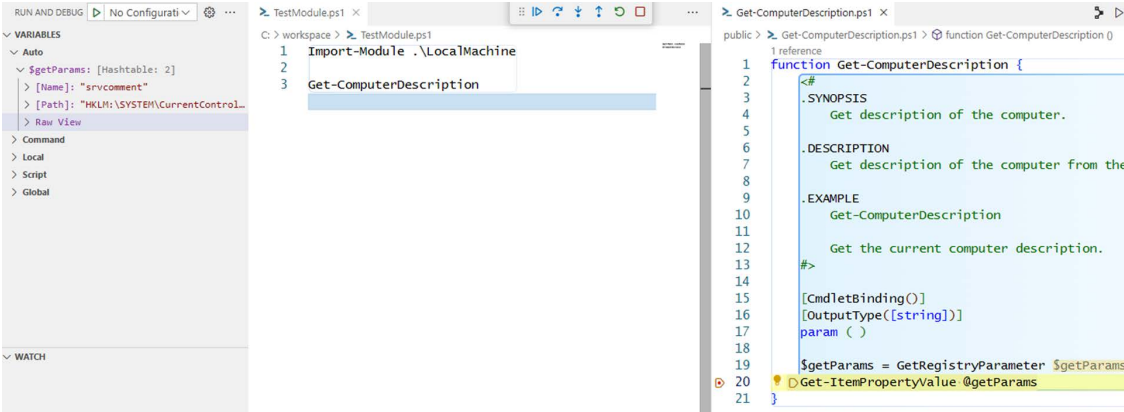 RUN AND DEBUG No Configurati ...
VARIABLES
Auto
$getParams: [Hashtable: 2]
[Name]: "srvcomment"
[Path]: "HKLM:\SYSTEM\CurrentControl…
Raw View
Command
Local
Script
Global
WATCH
TestModule.ps1
...
C: > workspace > TestModule.ps1
1 Import-Module .\LocalMachine
2
3 Get-ComputerDescription
Get-ComputerDescription.ps1
public > Get-ComputerDescription.ps1 > function Get-ComputerDescription ()
1 reference
1 function Get-ComputerDescription {
2 <#
3 .SYNOPSIS
4 Get description of the computer.
5
6 .DESCRIPTION
7 Get description of the computer from the
8
9 .EXAMPLE
10 Get-ComputerDescription
11
12 Get the current computer description.
13 #>
14
15 [CmdletBinding()]
16 [OutputType([string])]
17 param ( )
18
19 $getParams = GetRegistryParameter $getParams
20 Get-ItemPropertyValue @getParams
21 }